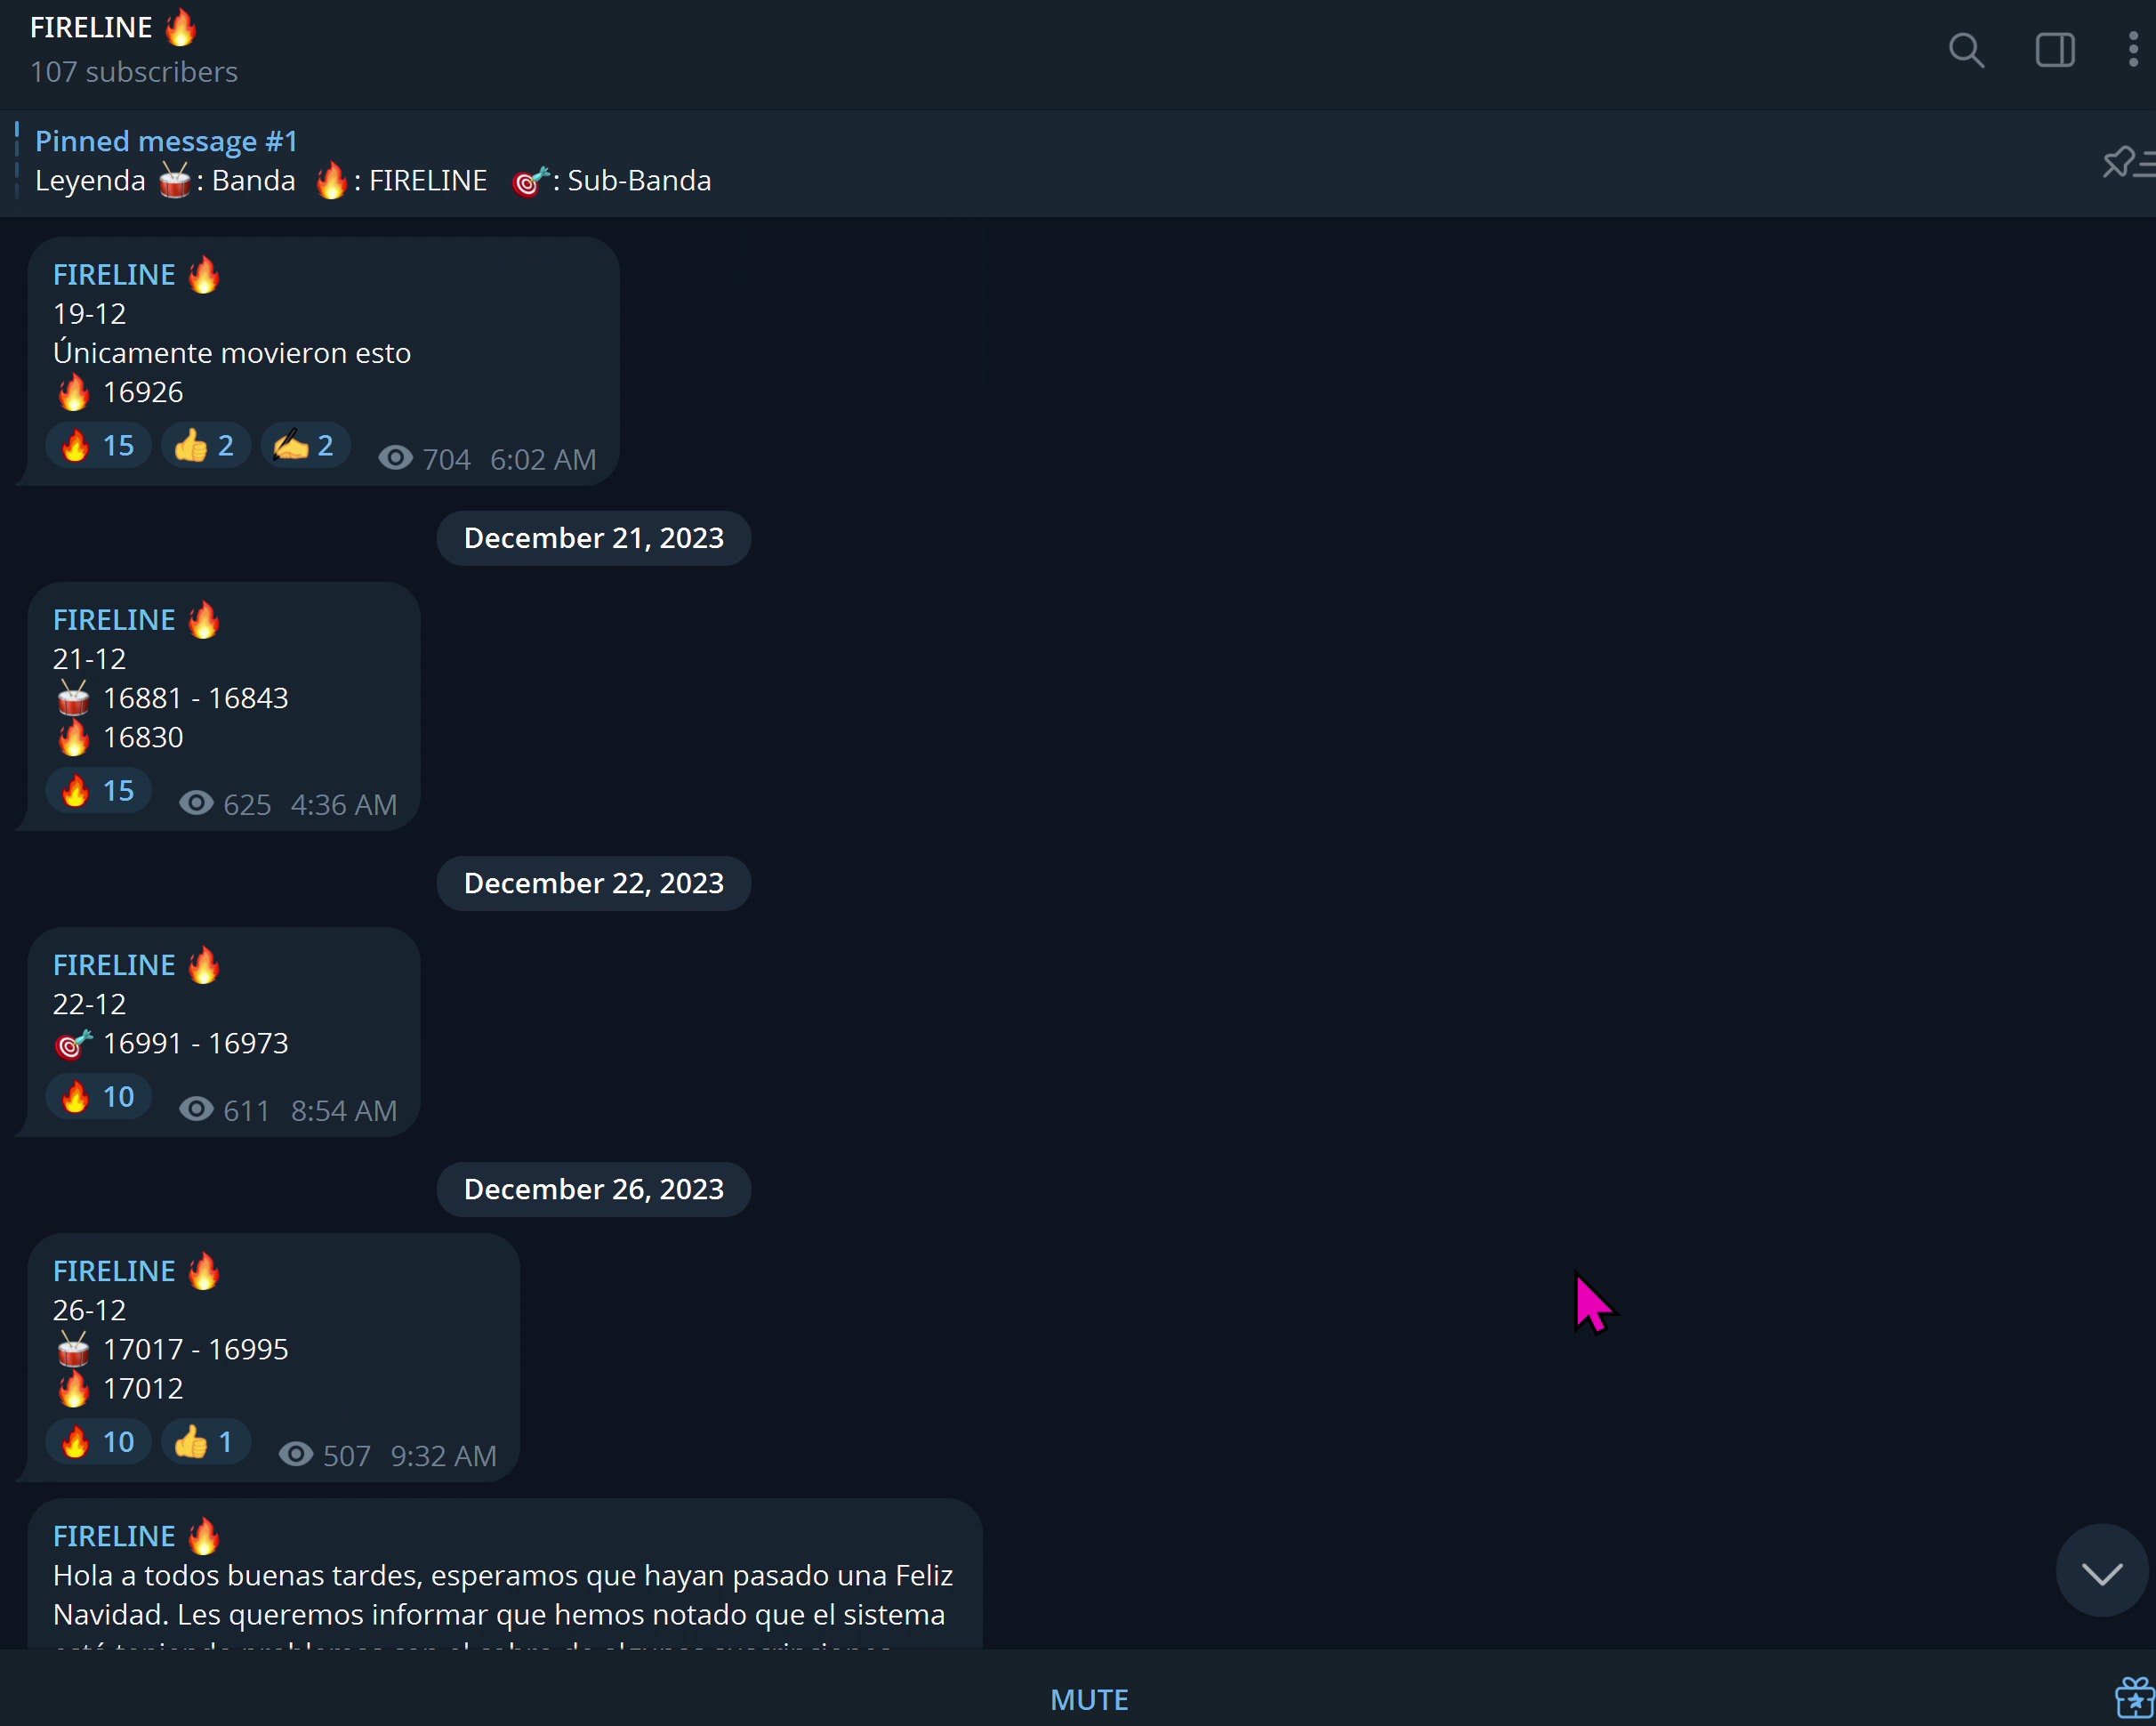 FIRELINE 🔥
107 subscribers
Pinned message #1
Leyenda 🥁: Banda 🔥: FIRELINE 🎯: Sub-Banda
FIRELINE 🔥
19-12
Únicamente movieron esto
🔥 16926
🔥 15 👍 2 ✍️ 2 704 6:02 AM
December 21, 2023
FIRELINE 🔥
21-12
🥁 16881 - 16843
🔥 16830
🔥 15 625 4:36 AM
December 22, 2023
FIRELINE 🔥
22-12
🎯 16991 - 16973
🔥 10 611 8:54 AM
December 26, 2023
FIRELINE 🔥
26-12
🥁 17017 - 16995
🔥 17012
🔥 10 👍 1 507 9:32 AM
FIRELINE 🔥
Hola a todos buenas tardes, esperamos que hayan pasado una Feliz
Navidad. Les queremos informar que hemos notado que el sistema
MUTE